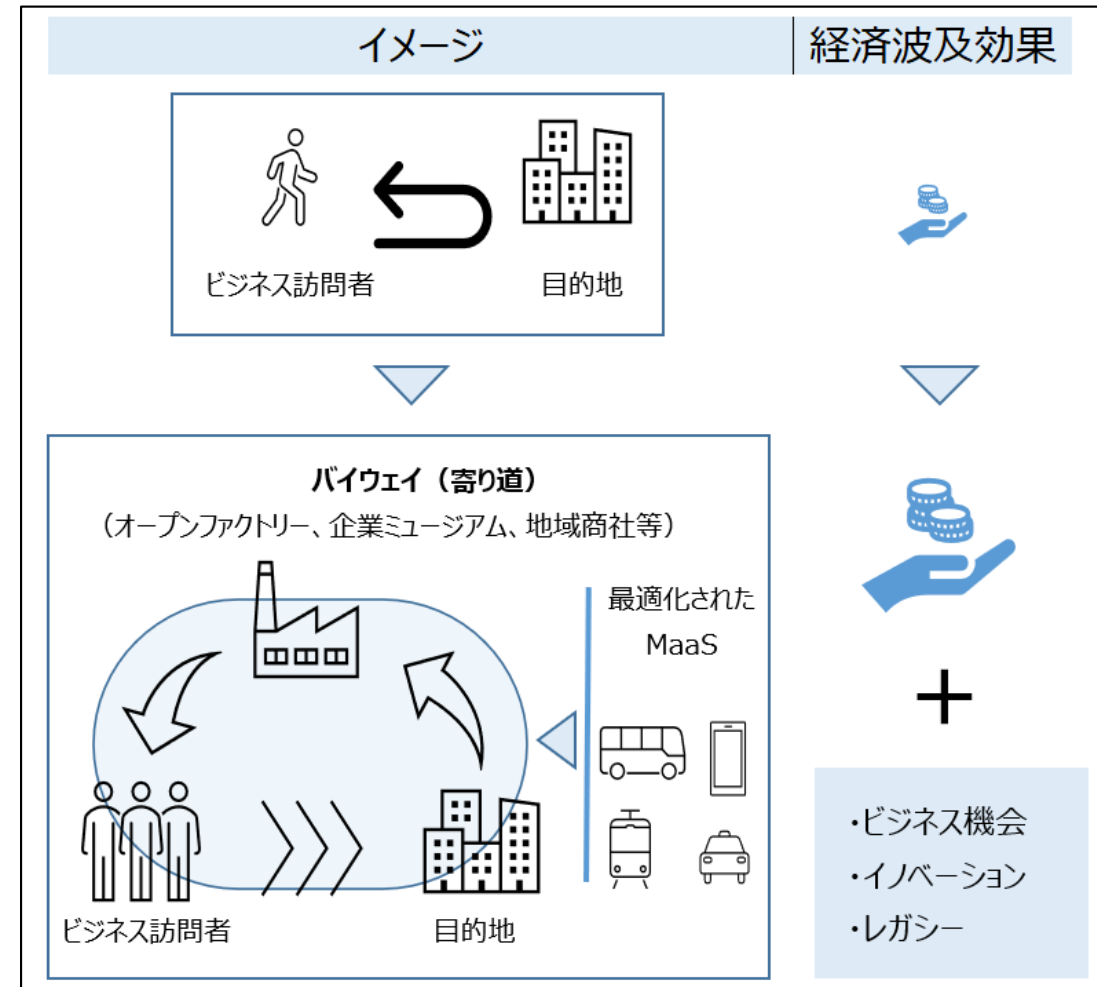 イメージ
経済波及効果
ビジネス訪問者
目的地
バイウェイ（寄り道）
（オープンファクトリー、企業ミュージアム、地域商社等）
最適化された
MaaS
ビジネス訪問者
目的地
＋
・ビジネス機会
・イノベーション
・レガシー